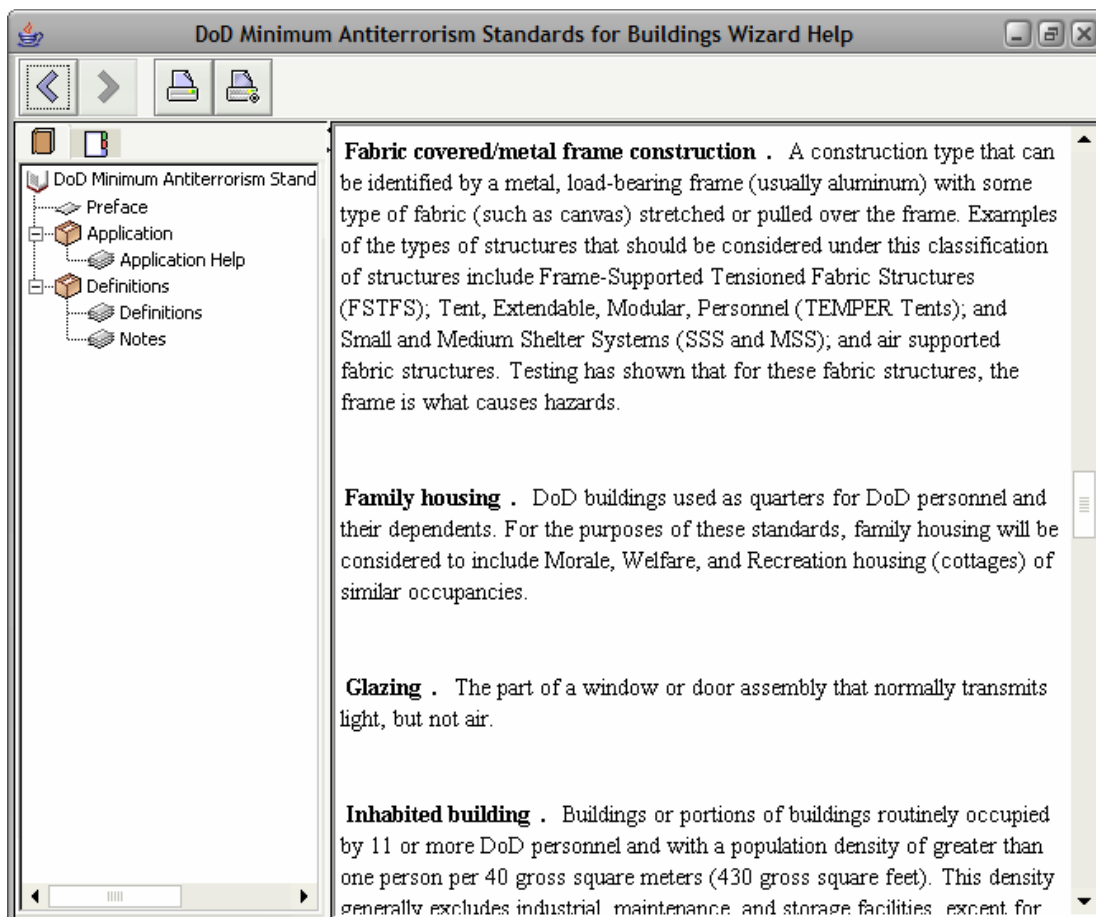 DoD Minimum Antiterrorism Standards for Buildings Wizard Help
DoD Minimum Antiterrorism Stand
Preface
Application
Application Help
Definitions
Definitions
Notes
Fabric covered/metal frame construction . A construction type that can
be identified by a metal, load-bearing frame (usually aluminum) with some
type of fabric (such as canvas) stretched or pulled over the frame. Examples
of the types of structures that should be considered under this classification
of structures include Frame-Supported Tensioned Fabric Structures
(FSTFS); Tent, Extendable, Modular, Personnel (TEMPER Tents); and
Small and Medium Shelter Systems (SSS and MSS); and air supported
fabric structures. Testing has shown that for these fabric structures, the
frame is what causes hazards.
Family housing . DoD buildings used as quarters for DoD personnel and
their dependents. For the purposes of these standards, family housing will be
considered to include Morale, Welfare, and Recreation housing (cottages) of
similar occupancies.
Glazing . The part of a window or door assembly that normally transmits
light, but not air.
Inhabited building . Buildings or portions of buildings routinely occupied
by 11 or more DoD personnel and with a population density of greater than
one person per 40 gross square meters (430 gross square feet). This density
generally excludes industrial, maintenance, and storage facilities, except for